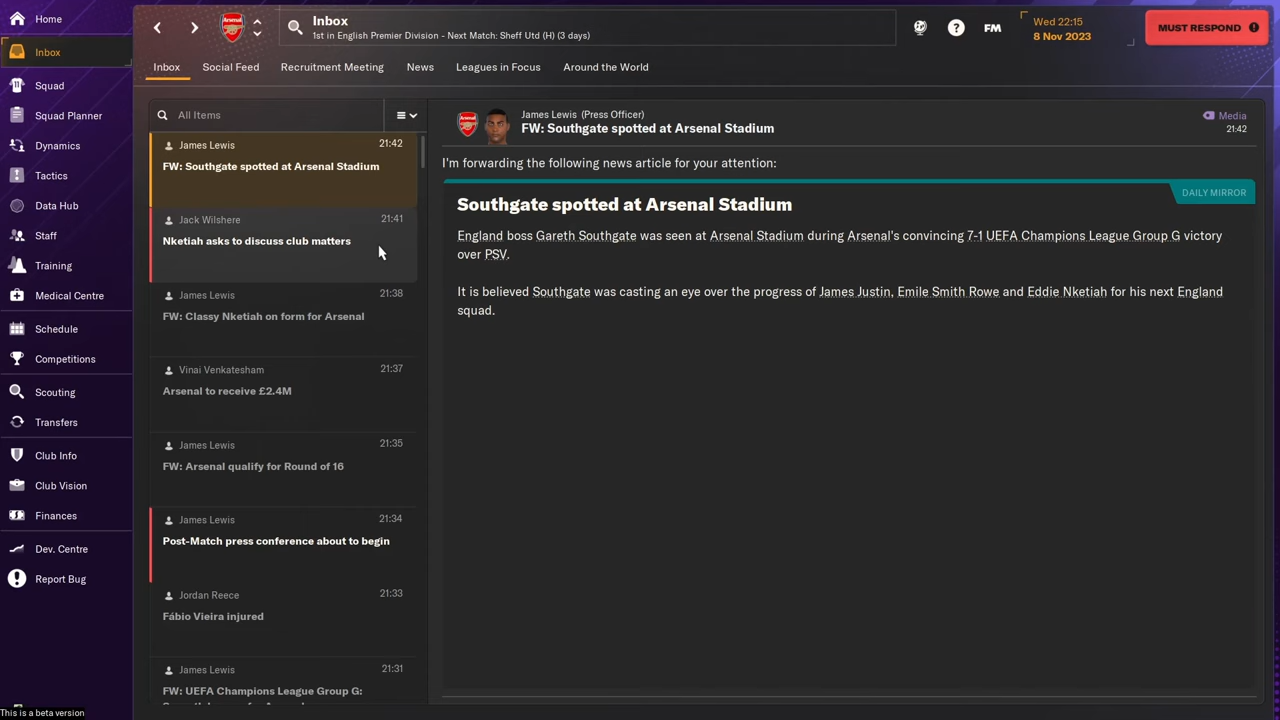 Home
Inbox
Squad
Squad Planner
Dynamics
Tactics
Data Hub
Staff
Training
Medical Centre
Schedule
Competitions
Scouting
Transfers
Club Info
Club Vision
Finances
Dev. Centre
Report Bug
This is a beta version
Arsenal
Inbox
1st in English Premier Division - Next Match: Sheff Utd (H) (3 days)
?
FM
Wed 22:15
8 Nov 2023
MUST RESPOND
Inbox
Social Feed
Recruitment Meeting
News
Leagues in Focus
Around the World
All Items
James Lewis 21:42
FW: Southgate spotted at Arsenal Stadium
Jack Wilshere 21:41
Nketiah asks to discuss club matters
James Lewis 21:38
FW: Classy Nketiah on form for Arsenal
Vinai Venkatesham 21:37
Arsenal to receive £2.4M
James Lewis 21:35
FW: Arsenal qualify for Round of 16
James Lewis 21:34
Post-Match press conference about to begin
Jordan Reece 21:33
Fábio Vieira injured
James Lewis 21:31
FW: UEFA Champions League Group G:
James Lewis (Press Officer)
FW: Southgate spotted at Arsenal Stadium
Media
21:42
I'm forwarding the following news article for your attention:
DAILY MIRROR
Southgate spotted at Arsenal Stadium
England boss Gareth Southgate was seen at Arsenal Stadium during Arsenal's convincing 7-1 UEFA Champions League Group G victory
over PSV.
It is believed Southgate was casting an eye over the progress of James Justin, Emile Smith Rowe and Eddie Nketiah for his next England
squad.